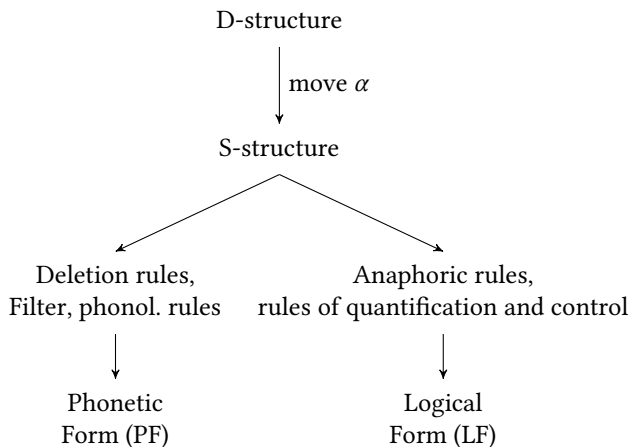 D-structure
move α
S-structure
Deletion rules,
Filter, phonol. rules
Anaphoric rules,
rules of quantification and control
Phonetic
Form (PF)
Logical
Form (LF)